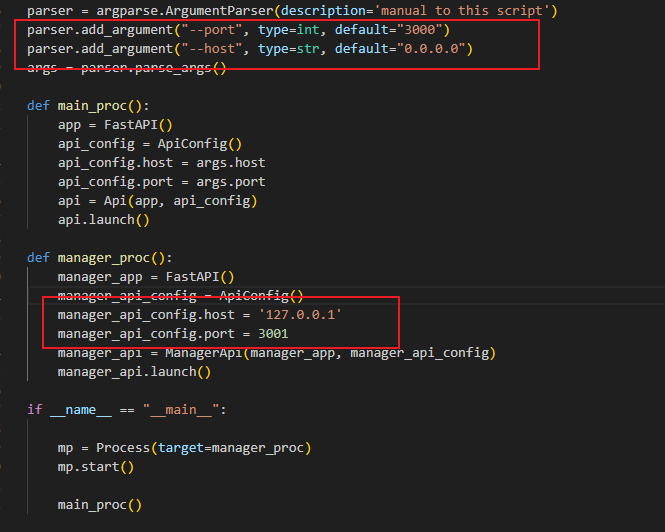 parser = argparse.ArgumentParser(description='manual to this script')
parser.add_argument("--port", type=int, default="3000")
parser.add_argument("--host", type=str, default="0.0.0.0")
args = parser.parse_args()
def main_proc():
app = FastAPI()
api_config = ApiConfig()
api_config.host = args.host
api_config.port = args.port
api = Api(app, api_config)
api.launch()
def manager_proc():
manager_app = FastAPI()
manager_api_config = ApiConfig()
manager_api_config.host = '127.0.0.1'
manager_api_config.port = 3001
manager_api = ManagerApi(manager_app, manager_api_config)
manager_api.launch()
if __name__ == "__main__":
mp = Process(target=manager_proc)
mp.start()
main_proc()